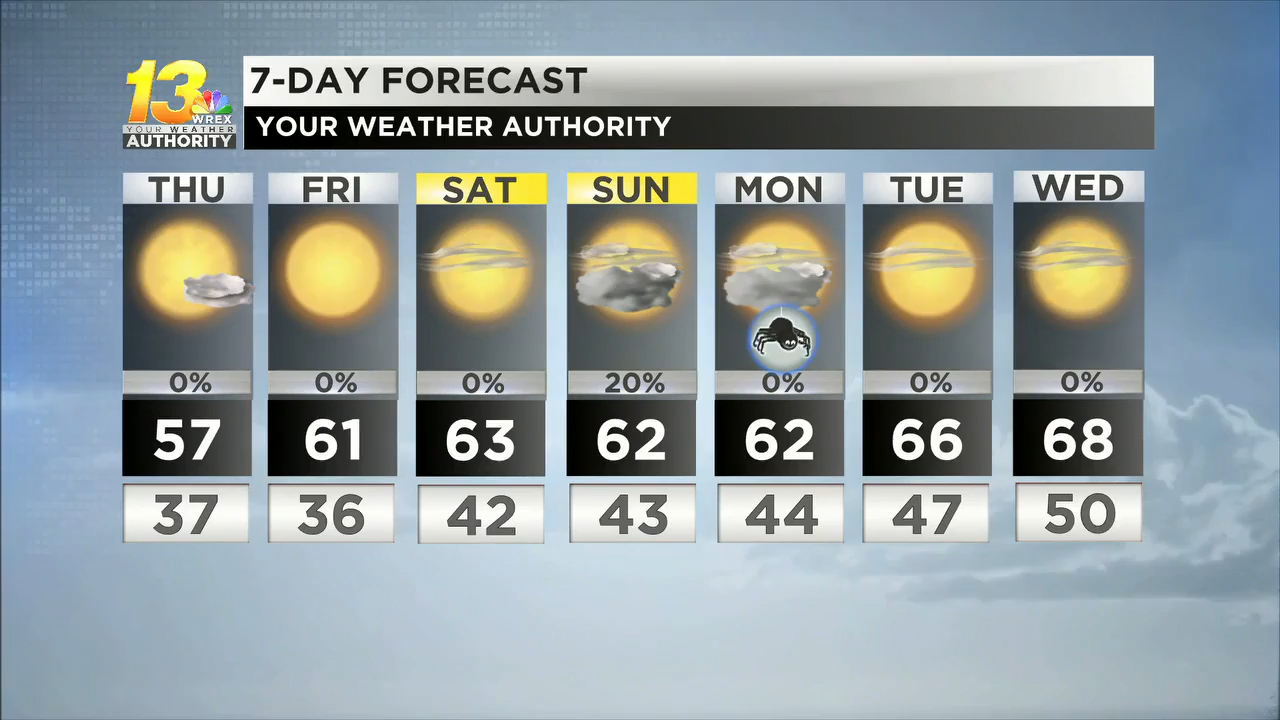 13
WREX
YOUR WEATHER
AUTHORITY
7-DAY FORECAST
YOUR WEATHER AUTHORITY
THU FRI SAT SUN MON TUE WED
0% 0% 0% 20% 0% 0% 0%
57 61 63 62 62 66 68
37 36 42 43 44 47 50